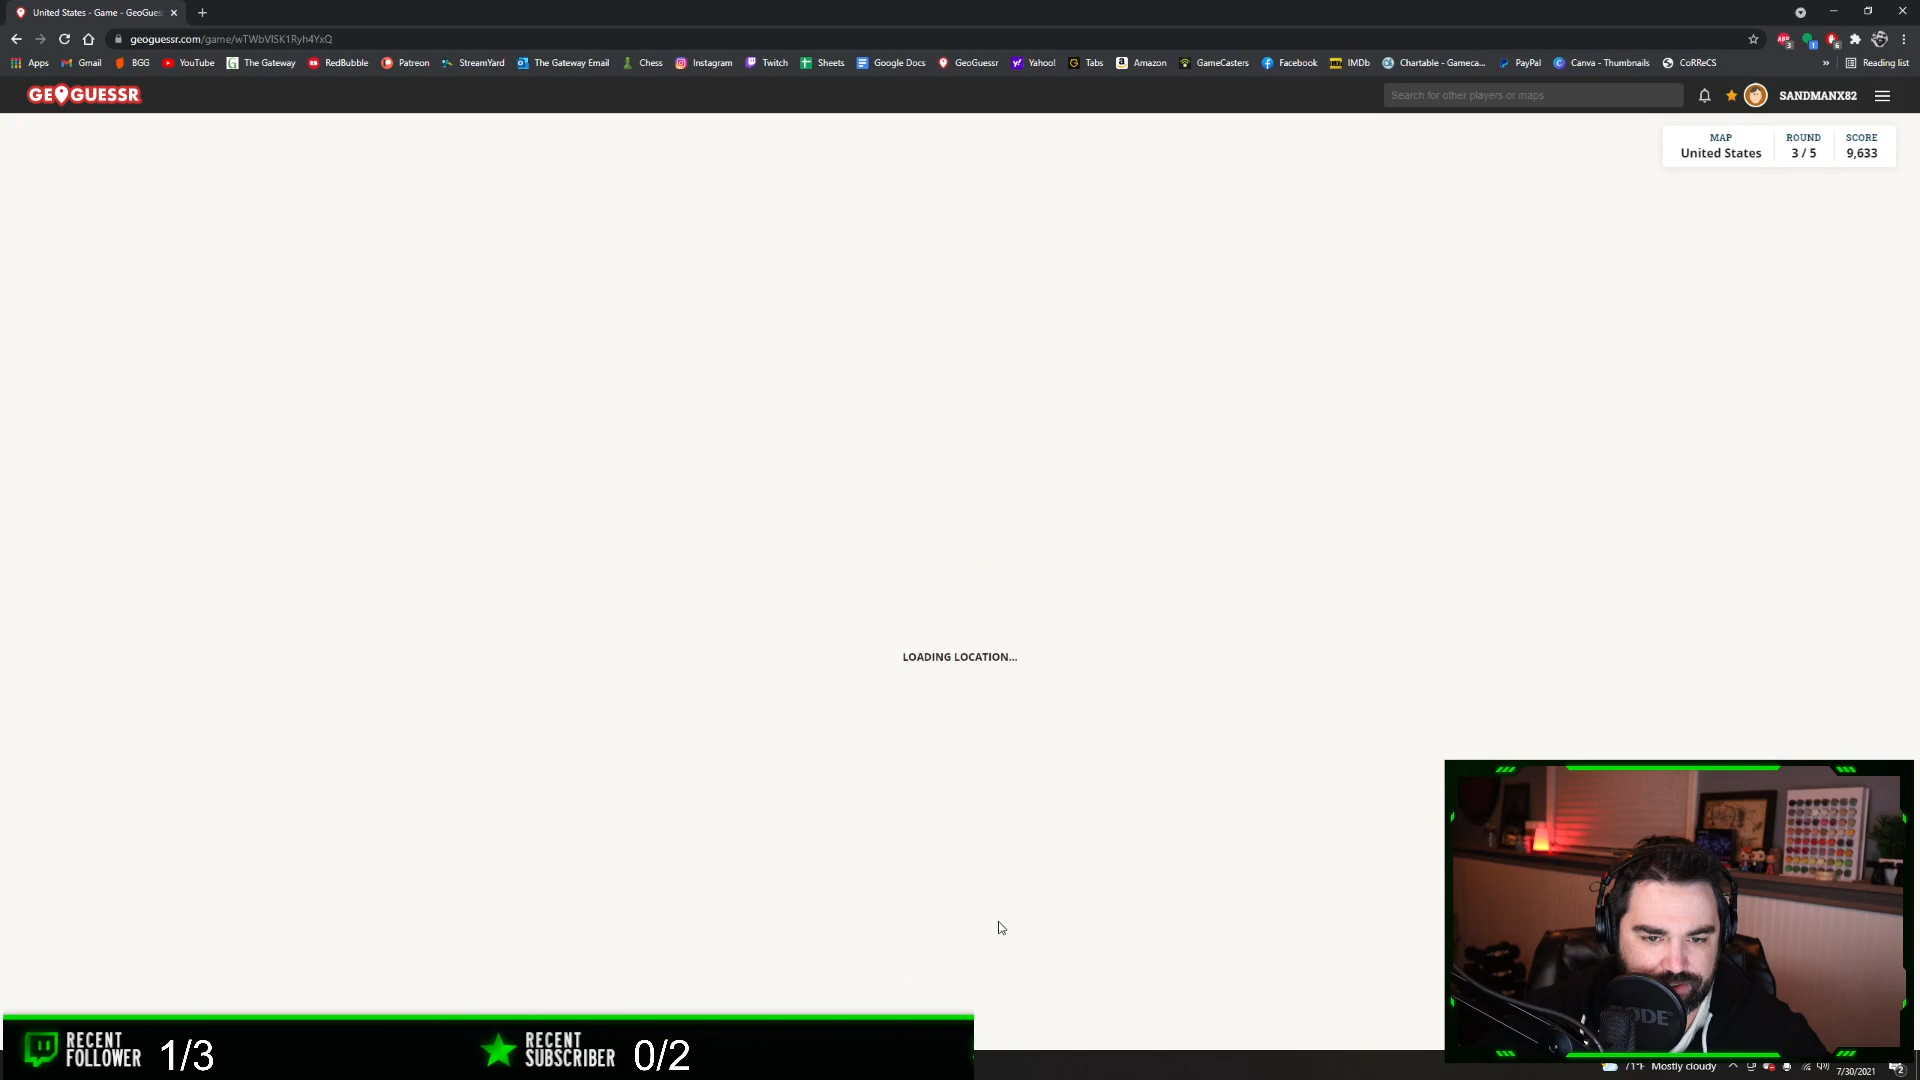 United States - Game - GeoGues
geoguessr.com/game/wTWbVlSK1Ryh4YxQ
Apps Gmail BGG YouTube The Gateway RedBubble Patreon StreamYard The Gateway Email Chess Instagram Twitch Sheets Google Docs GeoGuessr Yahoo! Tabs Amazon GameCasters Facebook IMDb Chartable - Gameca... PayPal Canva - Thumbnails CoRReCS » Reading list
GEOGUESSR Search for other players or maps SANDMANX82
MAP ROUND SCORE
United States 3 / 5 9,633
LOADING LOCATION...
RØDE
RECENT FOLLOWER 1/3 RECENT SUBSCRIBER 0/2
71°F Mostly cloudy 7/30/2021 2